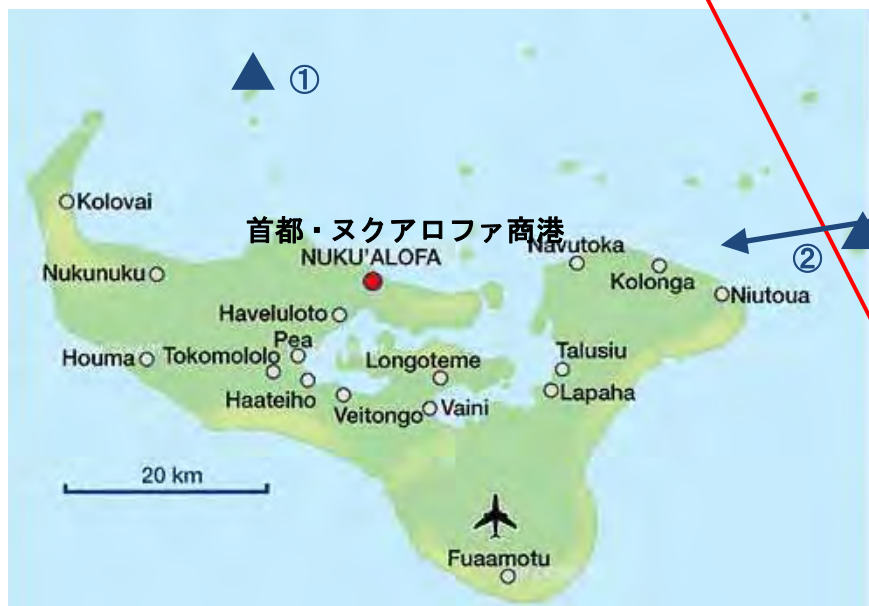 ①
Kolovai
首都・ヌクアロファ商港
NUKU'ALOFA
Navutoka
Kolonga
②
Nukunuku
Niutoua
Haveluloto
Pea
Houma
Tokomololo
Longoteme
Talusiu
Haateiho
Veitongo
Vaini
Lapaha
20 km
Fuaamotu